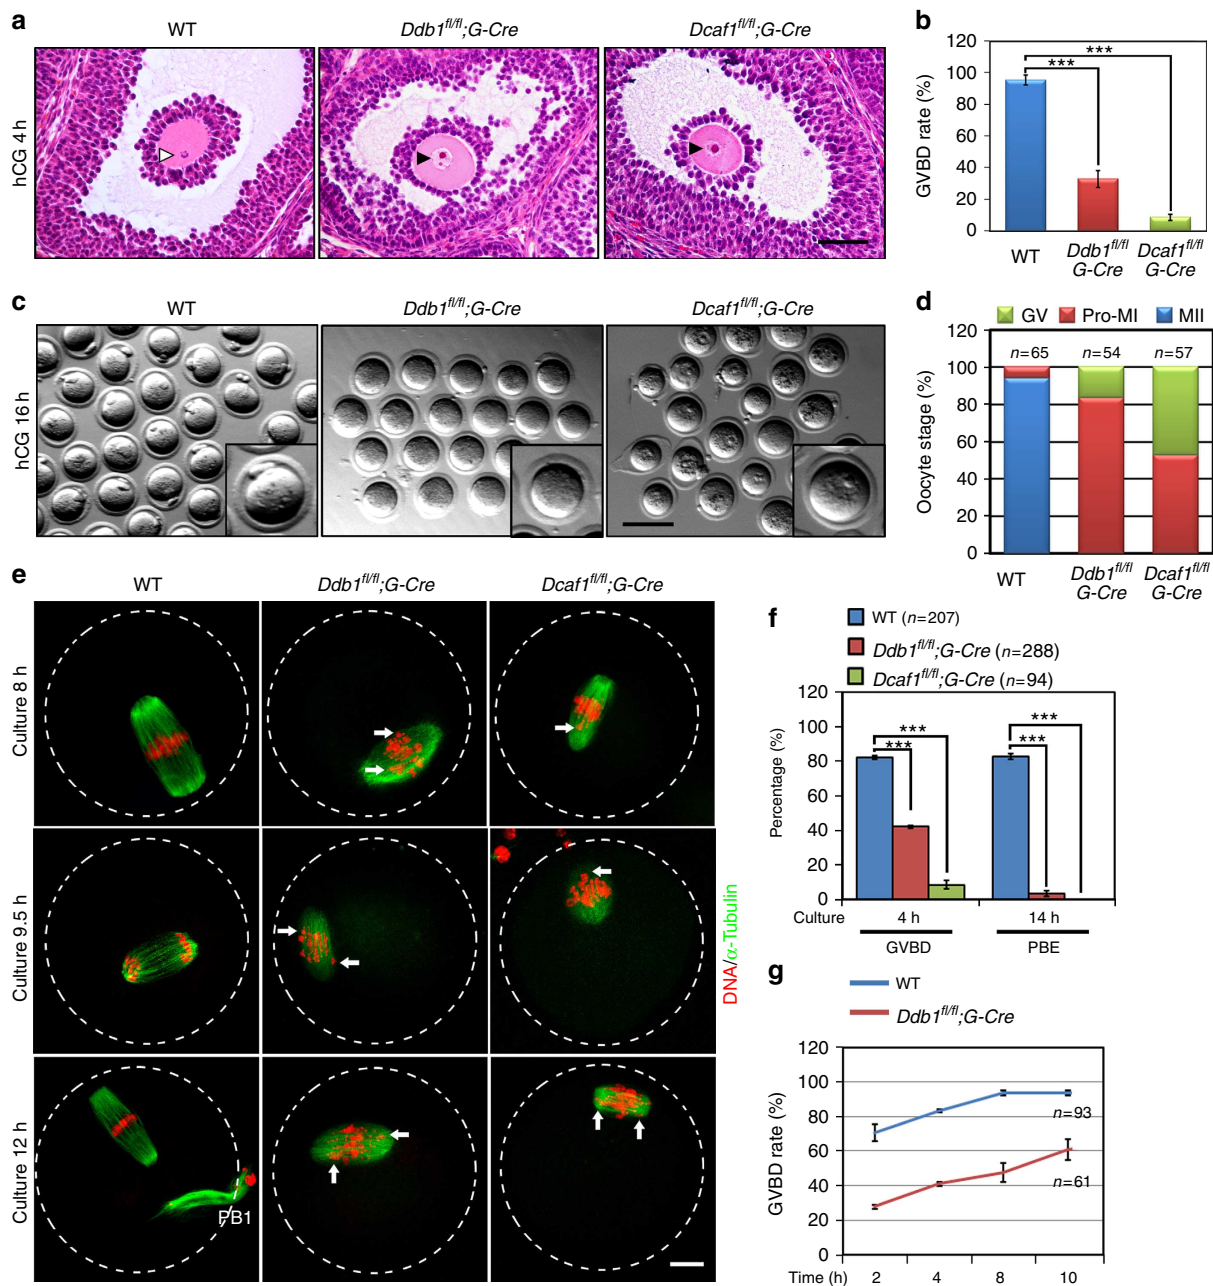 a
WT
Ddb1fl/fl;G-Cre
Dcaf1fl/fl;G-Cre
hCG 4 h
b
GVBD rate (%)
120
100
80
60
40
20
0
***
***
WT
Ddb1fl/fl
G-Cre
Dcaf1fl/fl
G-Cre
c
WT
Ddb1fl/fl;G-Cre
Dcaf1fl/fl;G-Cre
hCG 16 h
d
GV
Pro-MI
MII
Oocyte stage (%)
120
100
80
60
40
20
0
n=65
n=54
n=57
WT
Ddb1fl/fl
G-Cre
Dcaf1fl/fl
G-Cre
e
WT
Ddb1fl/fl;G-Cre
Dcaf1fl/fl;G-Cre
Culture 8 h
Culture 9.5 h
Culture 12 h
PB1
DNA/α-Tubulin
f
WT (n=207)
Ddb1fl/fl;G-Cre (n=288)
Dcaf1fl/fl;G-Cre (n=94)
Percentage (%)
120
100
80
60
40
20
0
***
***
***
***
Culture
4 h
14 h
GVBD
PBE
g
WT
Ddb1fl/fl;G-Cre
GVBD rate (%)
120
100
80
60
40
20
0
n=93
n=61
Time (h)
2
4
8
10